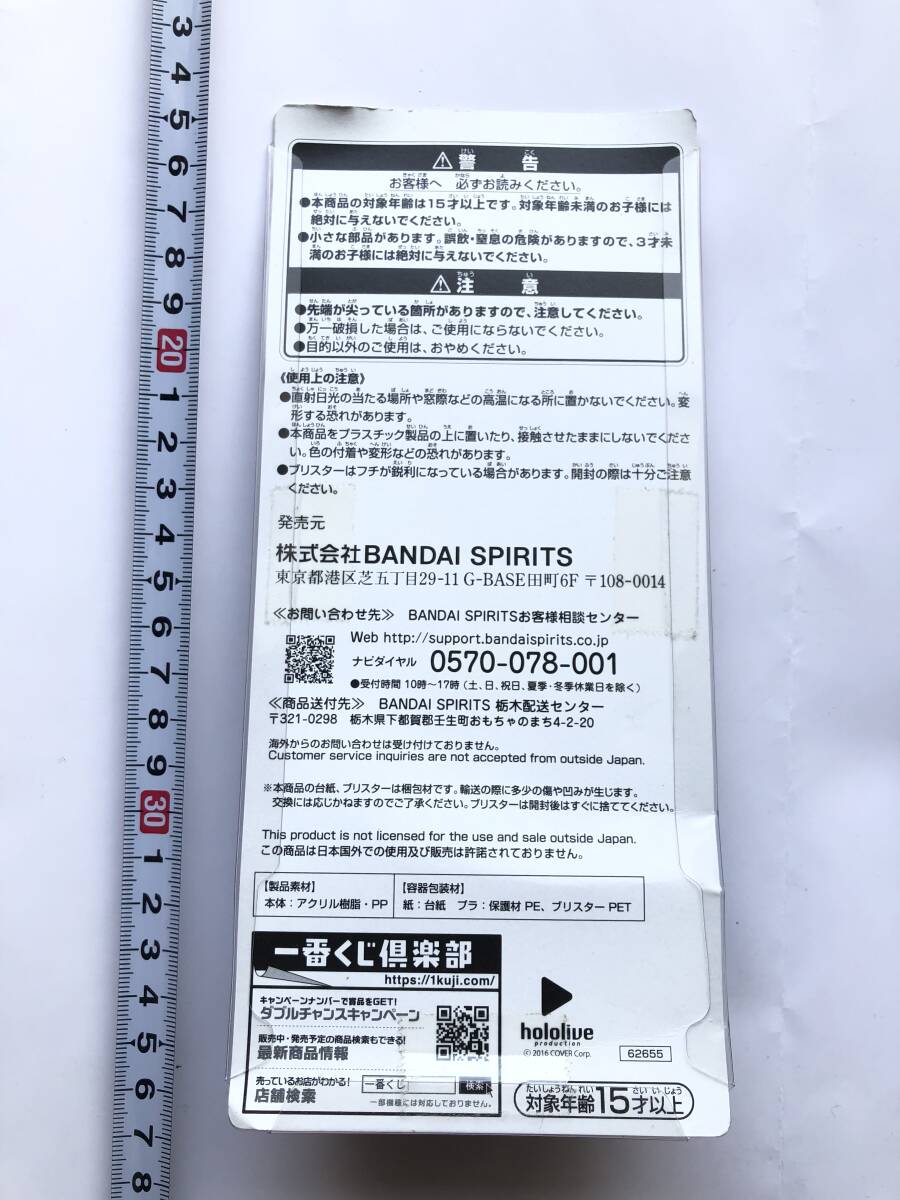 3
4
5
6
7
8
9
20
1
2
3
4
5
6
7
8
9
30
1
2
3
4
5
6
7
8
警告
お客様へ 必ずお読みください。
●本商品の対象年齢は15才以上です。対象年齢未満のお子様には
絶対に与えないでください。
●小さな部品があります。誤飲・窒息の危険がありますので、3才未
満のお子様には絶対に与えないでください。
注意
●先端が尖っている箇所がありますので、注意してください。
●万一破損した場合は、ご使用にならないでください。
●目的以外のご使用は、おやめください。
《使用上の注意》
●直射日光の当たる場所や窓際などの高温になる所に置かないでください。変
形する恐れがあります。
●本商品をプラスチック製品の上に置いたり、接触させたままにしないでくださ
い。色の付着や変形などの恐れがあります。
●ブリスターはフチが鋭利になっている場合があります。開封の際は十分ご注意
ください。
発売元
株式会社BANDAI SPIRITS
東京都港区芝五丁目29-11 G-BASE田町6F 〒108-0014
≪お問い合わせ先≫ BANDAI SPIRITSお客様相談センター
Web http://support.bandaispirits.co.jp
ナビダイヤル 0570-078-001
●受付時間 10時〜17時(土、日、祝日、夏季・冬季休業日を除く)
≪商品送付先≫ BANDAI SPIRITS 栃木配送センター
〒321-0298 栃木県下都賀郡壬生町おもちゃのまち4-2-20
海外からのお問い合わせは受け付けておりません。
Customer service inquiries are not accepted from outside Japan.
※本商品の台紙、ブリスターは梱包材です。輸送の際に多少の傷や凹みが生じます。
交換には応じかねますのでご了承ください。ブリスターは開封後はすぐに捨ててください。
This product is not licensed for the use and sale outside Japan.
この商品は日本国外での使用及び販売は許諾されておりません。
【製品素材】
本体：アクリル樹脂・PP
【容器包装材】
紙：台紙 プラ：保護材 PE、ブリスター PET
一番くじ倶楽部
https://1kuji.com/
キャンペーンナンバーで賞品をGET!
ダブルチャンスキャンペーン
販売中・発売予定の商品検索もできる!
最新商品情報
売っているお店がわかる!
店舗検索
一番くじ 検索
一部機種には対応しておりません。
hololive
production
© 2016 COVER Corp.
62655
対象年齢15才以上